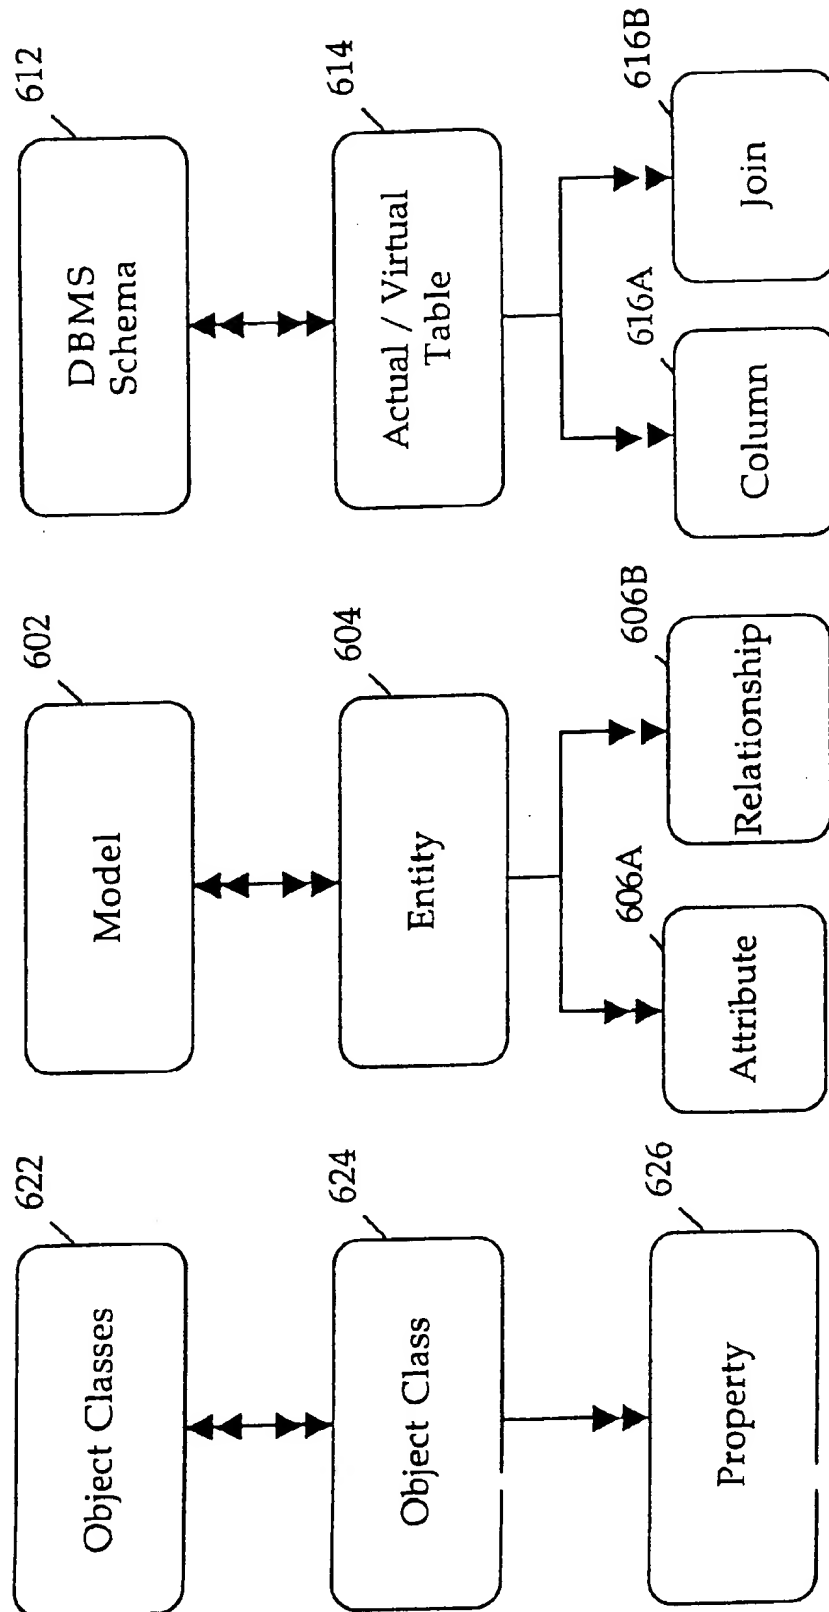 622
Object Classes
624
Object Class
626
Property
602
Model
604
Entity
606A
Attribute
606B
Relationship
612
DBMS
Schema
614
Actual / Virtual
Table
616A
Column
616B
Join